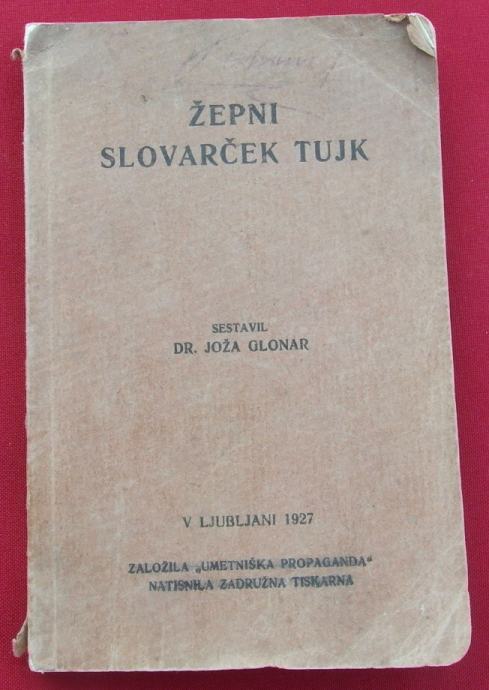 ŽEPNI
SLOVARČEK TUJK
SESTAVIL
DR. JOŽA GLONAR
V LJUBLJANI 1927
ZALOŽILA „UMETNIŠKA PROPAGANDA“
NATISNILA ZADRUŽNA TISKARNA